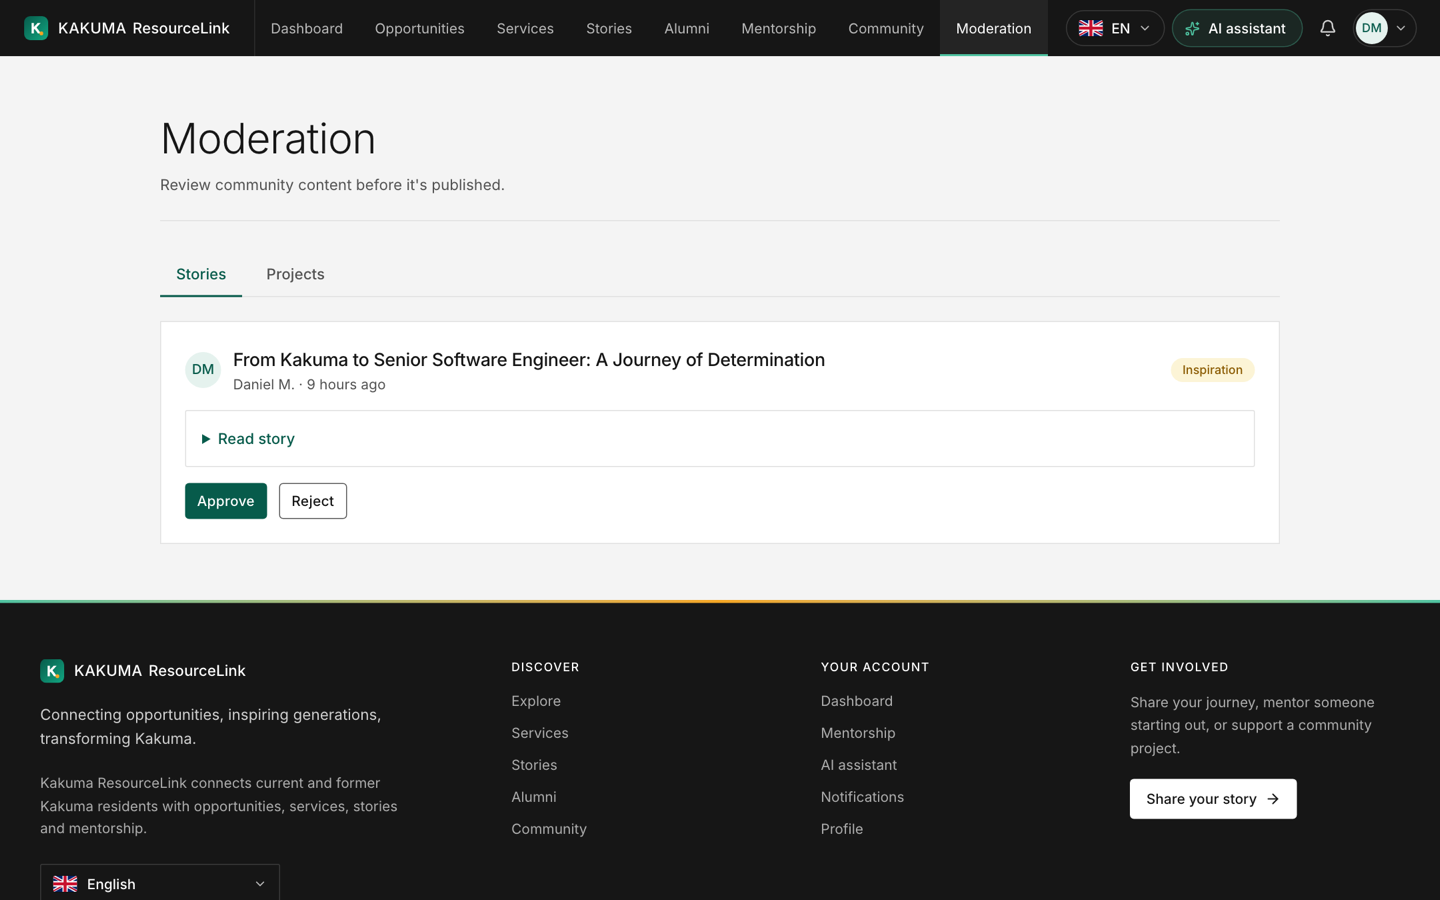 K KAKUMA ResourceLink
Dashboard
Opportunities
Services
Stories
Alumni
Mentorship
Community
Moderation
EN
AI assistant
DM
Moderation
Review community content before it's published.
Stories
Projects
DM
From Kakuma to Senior Software Engineer: A Journey of Determination
Daniel M. · 9 hours ago
Inspiration
Read story
Approve
Reject
K KAKUMA ResourceLink
Connecting opportunities, inspiring generations,
transforming Kakuma.
Kakuma ResourceLink connects current and former
Kakuma residents with opportunities, services, stories
and mentorship.
English
DISCOVER
Explore
Services
Stories
Alumni
Community
YOUR ACCOUNT
Dashboard
Mentorship
AI assistant
Notifications
Profile
GET INVOLVED
Share your journey, mentor someone
starting out, or support a community
project.
Share your story